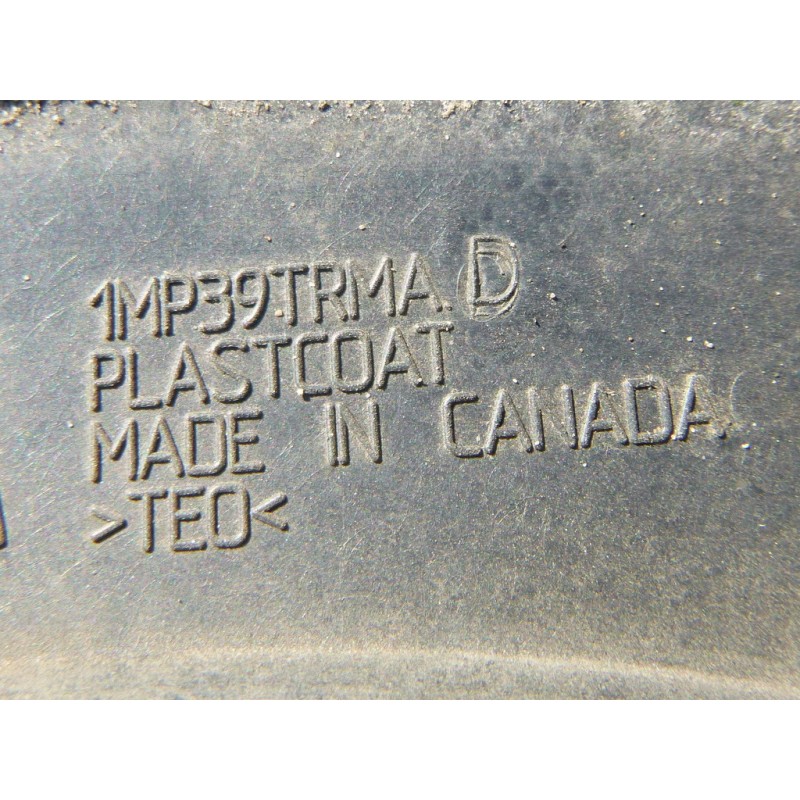 1MP39TRMA.D
PLASTCOAT
MADE IN CANADA
>TEO<